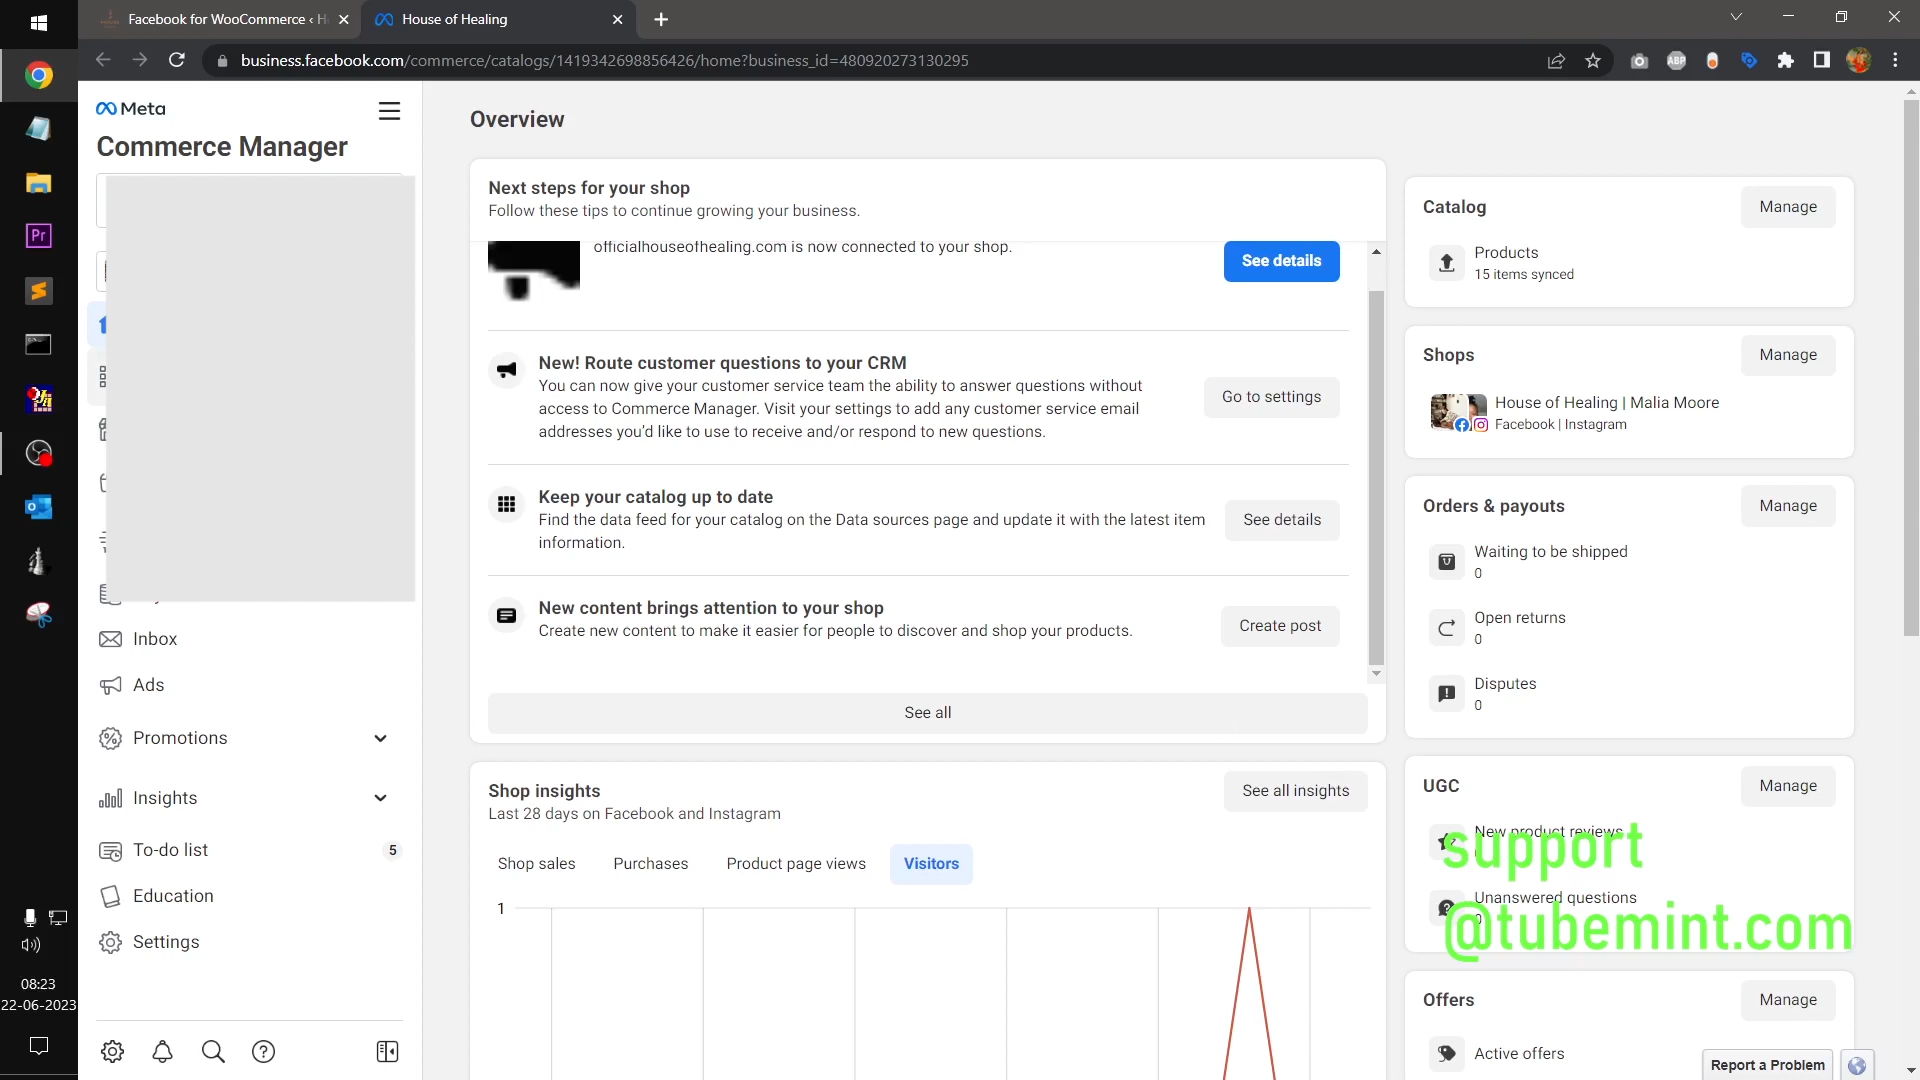 Facebook for WooCommerce ‹ H
House of Healing
business.facebook.com/commerce/catalogs/1419342698856426/home?business_id=480920273130295
ABP
Meta
Commerce Manager
Inbox
Ads
Promotions
Insights
To-do list
5
Education
Settings
Pr
08:23
22-06-2023
Overview
Next steps for your shop
Follow these tips to continue growing your business.
officialhouseofhealing.com is now connected to your shop.
See details
New! Route customer questions to your CRM
You can now give your customer service team the ability to answer questions without
access to Commerce Manager. Visit your settings to add any customer service email
addresses you'd like to use to receive and/or respond to new questions.
Go to settings
Keep your catalog up to date
Find the data feed for your catalog on the Data sources page and update it with the latest item
information.
See details
New content brings attention to your shop
Create new content to make it easier for people to discover and shop your products.
Create post
See all
Shop insights
Last 28 days on Facebook and Instagram
See all insights
Shop sales
Purchases
Product page views
Visitors
1
Catalog
Manage
Products
15 items synced
Shops
Manage
House of Healing | Malia Moore
Facebook | Instagram
Orders & payouts
Manage
Waiting to be shipped
0
Open returns
0
Disputes
0
UGC
Manage
New product reviews
support
Unanswered questions
0
@tubemint.com
Offers
Manage
Active offers
Report a Problem